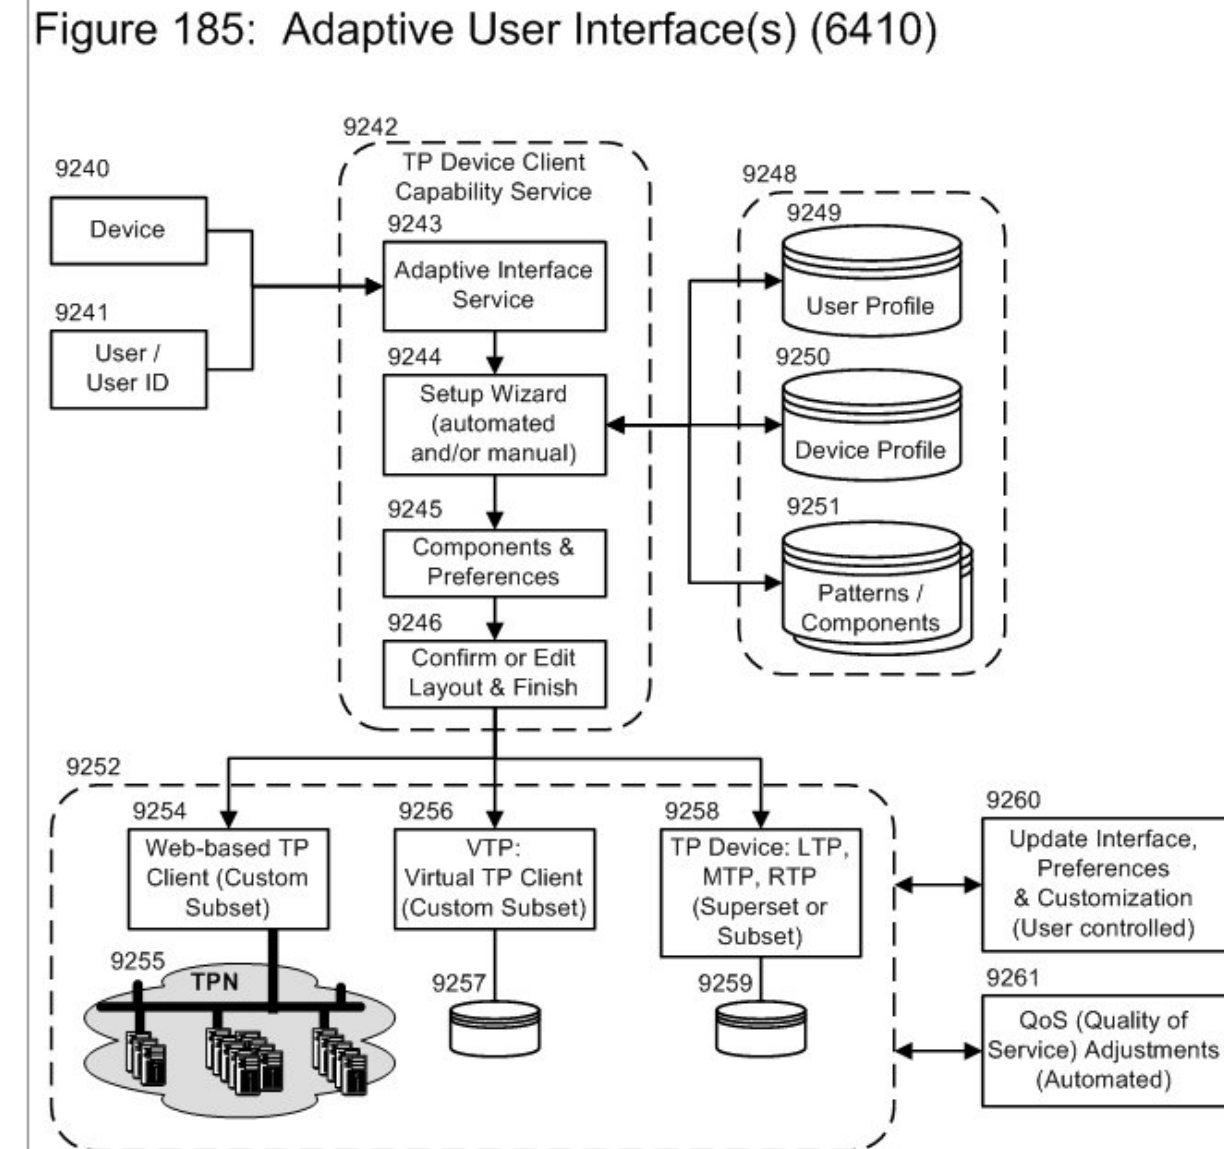 Figure 185: Adaptive User Interface(s) (6410)
9240
Device
9241
User /
User ID
9242
TP Device Client
Capability Service
9243
Adaptive Interface
Service
9244
Setup Wizard
(automated
and/or manual)
9245
Components &
Preferences
9246
Confirm or Edit
Layout & Finish
9248
9249
User Profile
9250
Device Profile
9251
Patterns /
Components
9252
9254
Web-based TP
Client (Custom
Subset)
9255
TPN
9256
VTP:
Virtual TP Client
(Custom Subset)
9257
9258
TP Device: LTP,
MTP, RTP
(Superset or
Subset)
9259
9260
Update Interface,
Preferences
& Customization
(User controlled)
9261
QoS (Quality of
Service) Adjustments
(Automated)